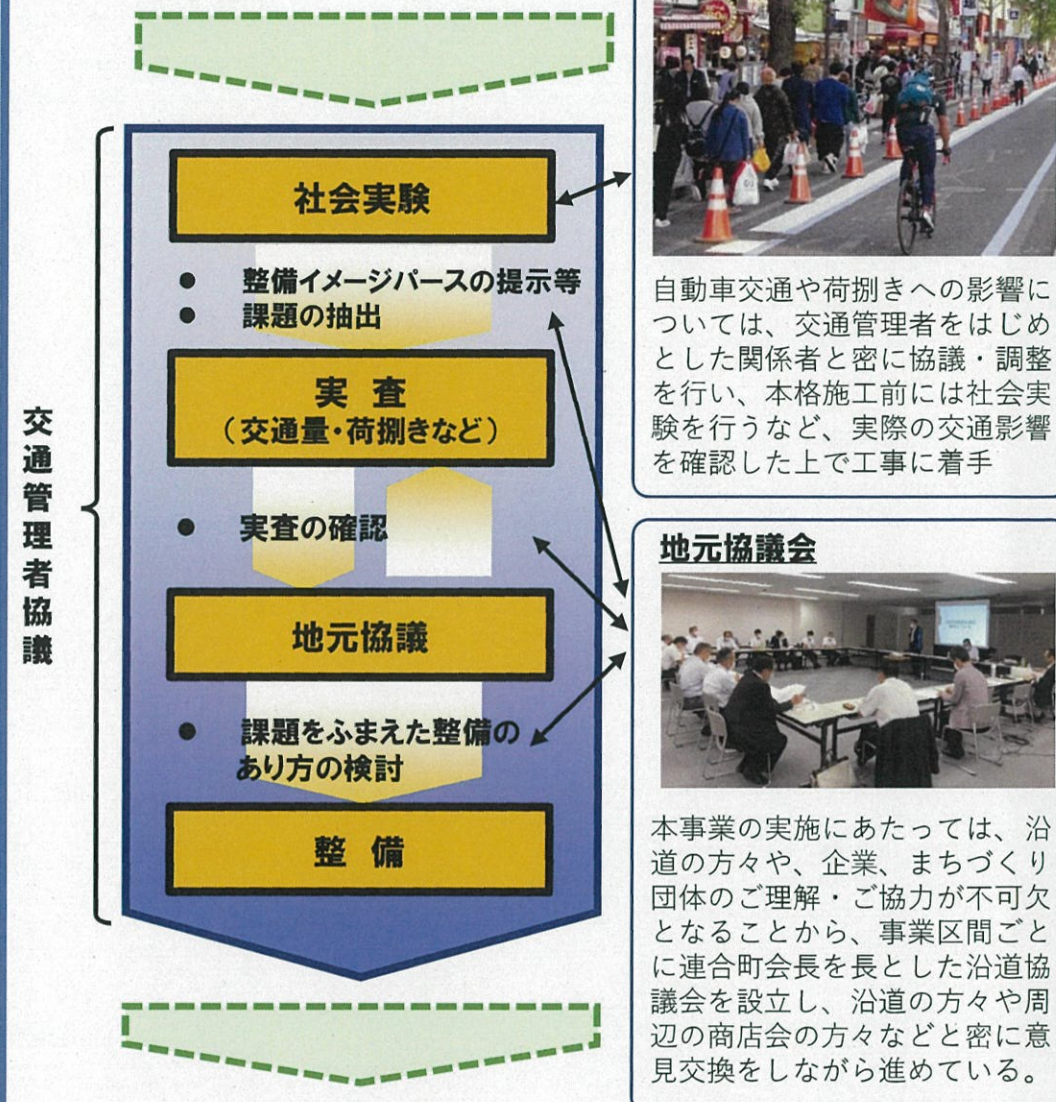 交通管理者協議
社会実験
● 整備イメージパースの提示等
● 課題の抽出
実 査
（交通量・荷捌きなど）
● 実査の確認
地元協議
● 課題をふまえた整備の
あり方の検討
整 備
自動車交通や荷捌きへの影響に
ついては、交通管理者をはじめ
とした関係者と密に協議・調整
を行い、本格施工前には社会実
験を行うなど、実際の交通影響
を確認した上で工事に着手
地元協議会
本事業の実施にあたっては、沿
道の方々や、企業、まちづくり
団体のご理解・ご協力が不可欠
となることから、事業区間ごと
に連合町会長を長とした沿道協
議会を設立し、沿道の方々や周
辺の商店会の方々などと密に意
見交換をしながら進めている。